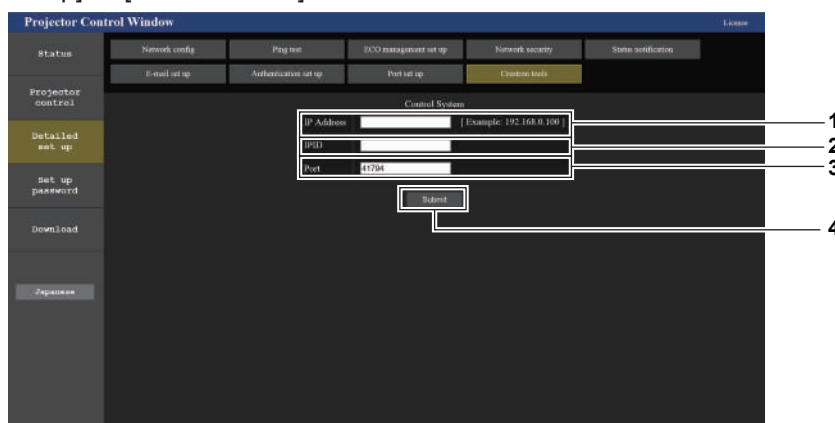 Projector Control Window
License
Status
Network config
Ping test
ECO management set up
Network security
Status notification
E-mail set up
Authentication set up
Port set up
Crestron tools
Projector
control
Detailed
set up
Set up
password
Download
Japanese
Control System
IP Address
[ Example: 192.168.0.100 ]
1
IPID
2
Port
41794
3
Submit
4